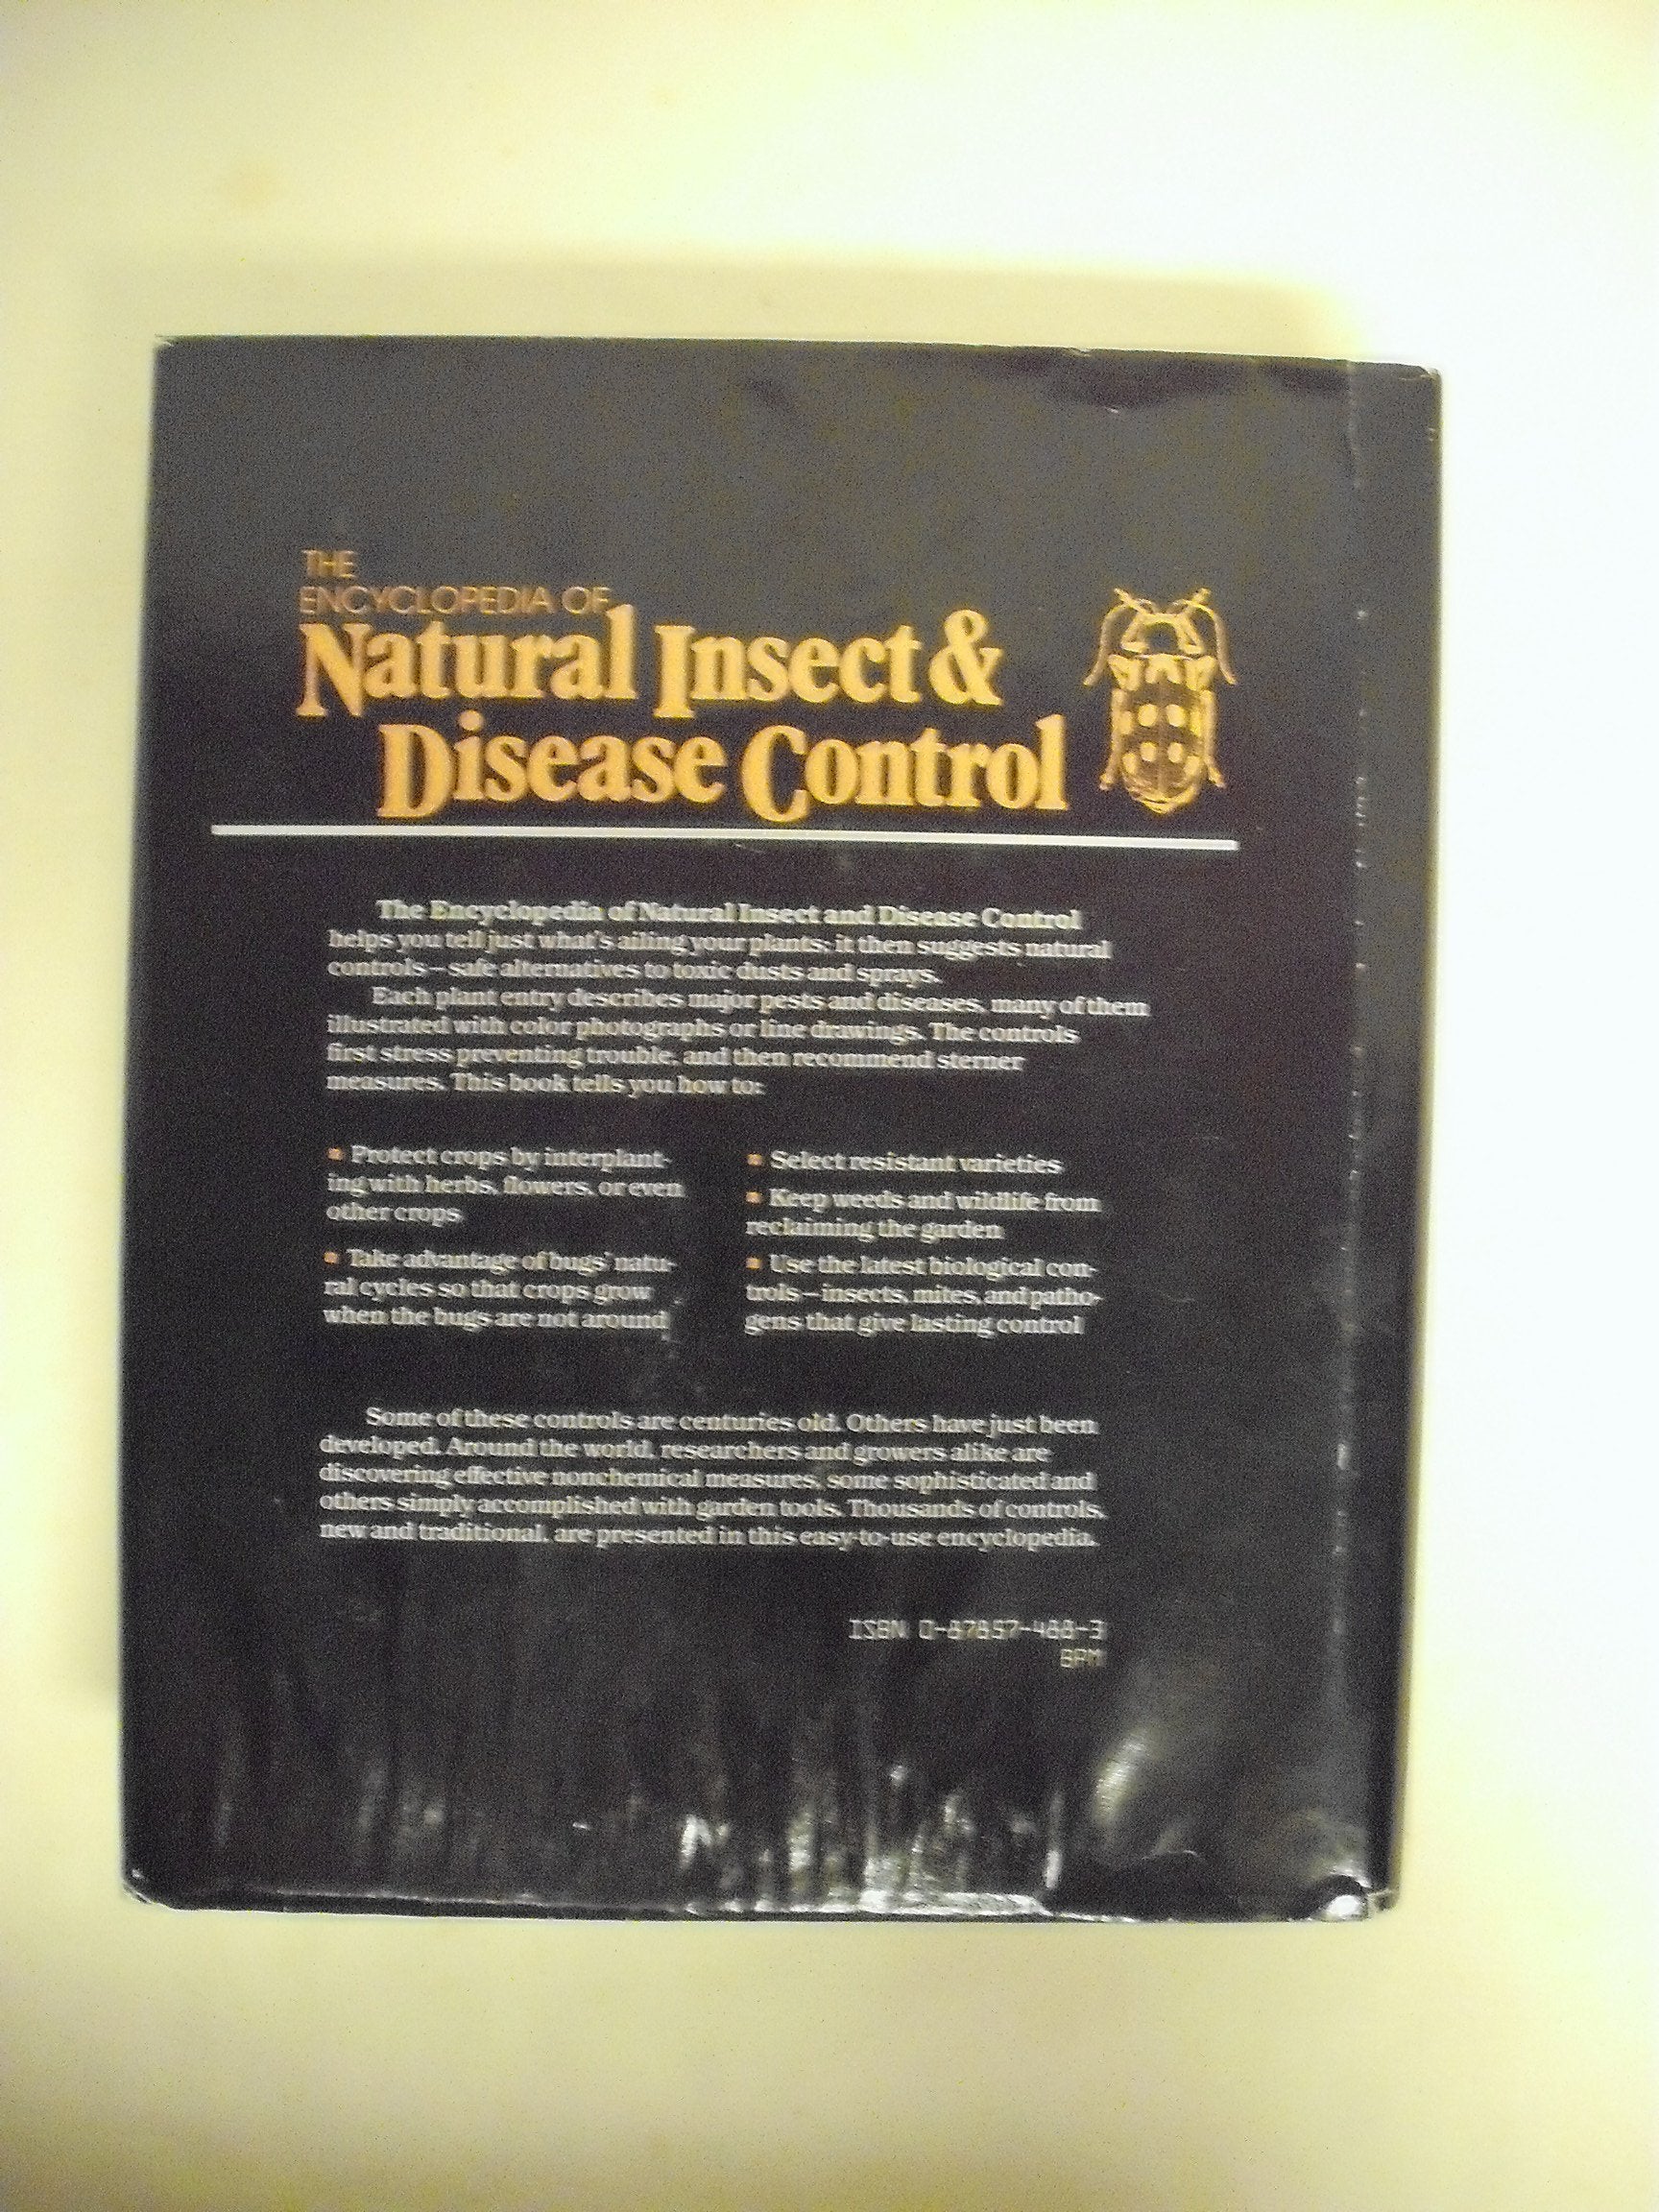 THE
ENCYCLOPEDIA OF
Natural Insect &
Disease Control
The Encyclopedia of Natural Insect and Disease Control
helps you tell just what's ailing your plants; it then suggests natural
controls—safe alternatives to toxic dusts and sprays.
Each plant entry describes major pests and diseases, many of them
illustrated with color photographs or line drawings. The controls
first stress preventing trouble, and then recommend sterner
measures. This book tells you how to:
▪ Protect crops by interplant-
ing with herbs, flowers, or even
other crops
▪ Take advantage of bugs' natu-
ral cycles so that crops grow
when the bugs are not around
▪ Select resistant varieties
▪ Keep weeds and wildlife from
reclaiming the garden
▪ Use the latest biological con-
trols—insects, mites, and patho-
gens that give lasting control
Some of these controls are centuries old. Others have just been
developed. Around the world, researchers and growers alike are
discovering effective nonchemical measures, some sophisticated and
others simply accomplished with garden tools. Thousands of controls,
new and traditional, are presented in this easy-to-use encyclopedia.
ISBN 0-87857-488-3